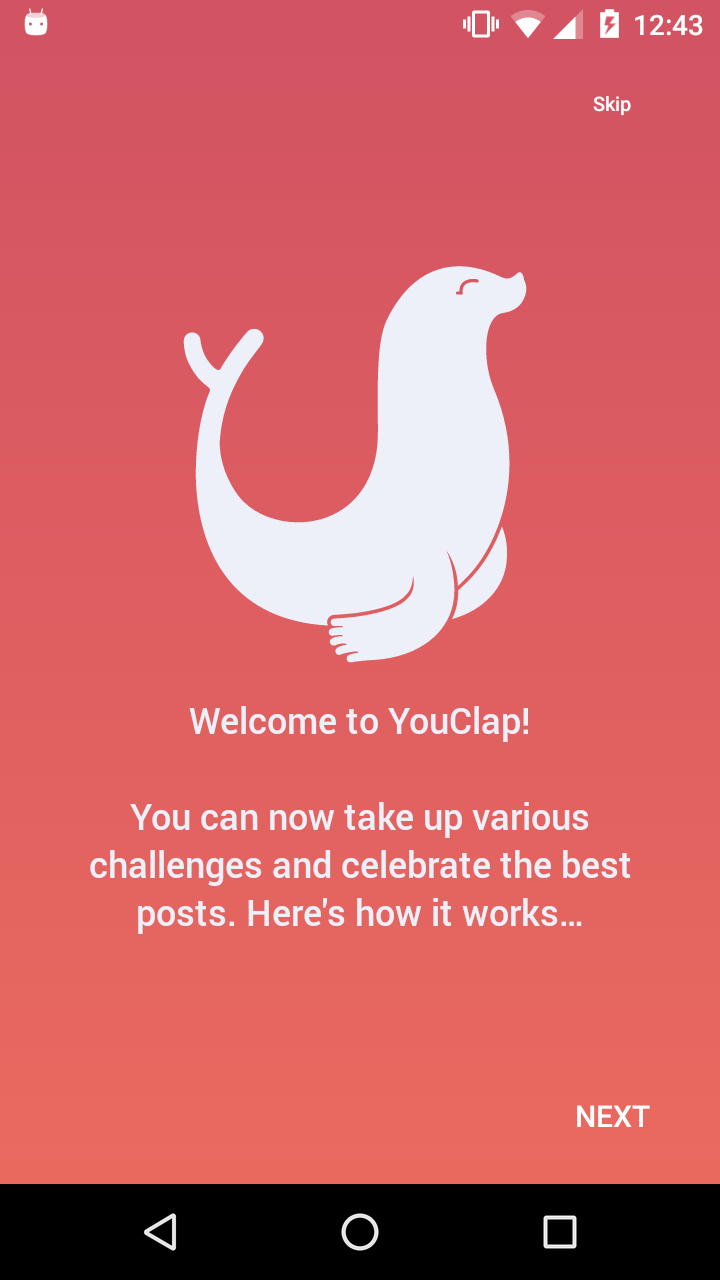 12:43
Skip
Welcome to YouClap!
You can now take up various
challenges and celebrate the best
posts. Here's how it works...
NEXT